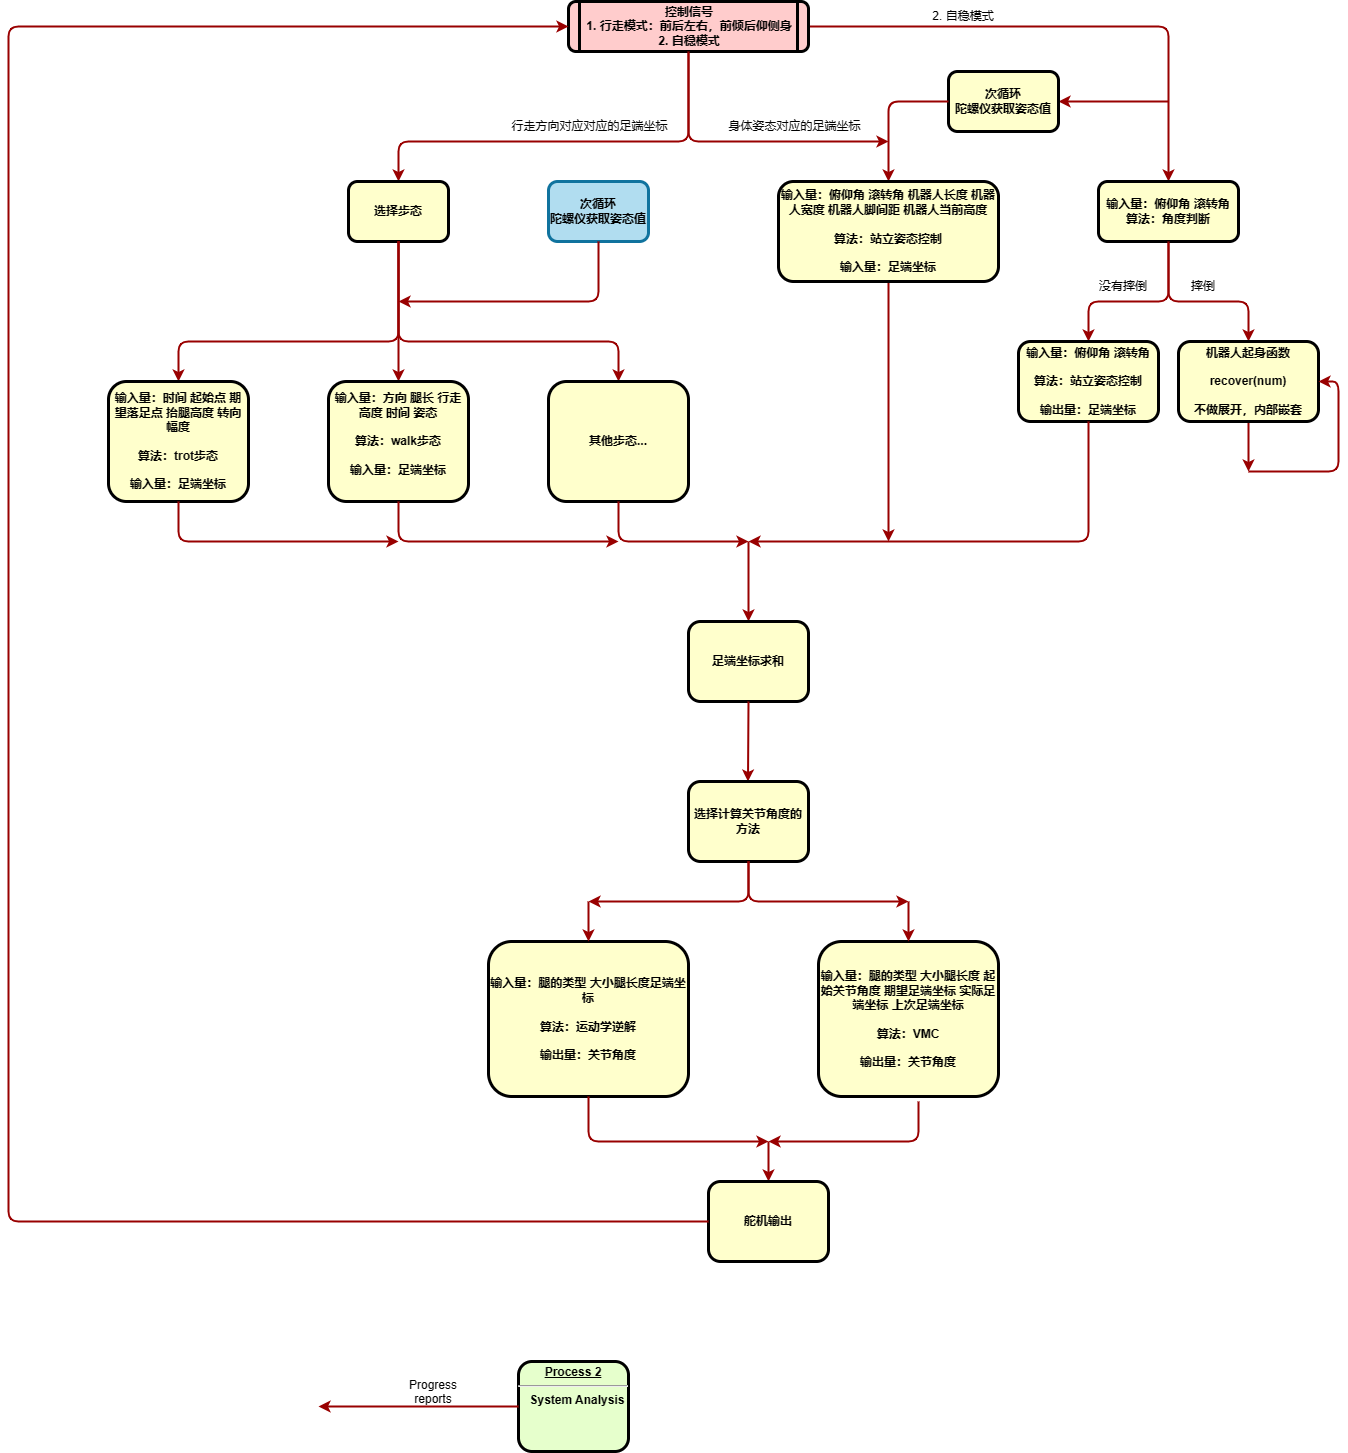 控制信号
1. 行走模式：前后左右，前倾后仰侧身
2. 自稳模式
2. 自稳模式
次循环
陀螺仪获取姿态值
行走方向对应对应的足端坐标
身体姿态对应的足端坐标
选择步态
次循环
陀螺仪获取姿态值
输入量：俯仰角 滚转角 机器人长度 机器
人宽度 机器人脚间距 机器人当前高度
算法：站立姿态控制
输入量：足端坐标
输入量：俯仰角 滚转角
算法：角度判断
没有摔倒
摔倒
输入量：时间 起始点 期
望落足点 抬腿高度 转向
幅度
算法：trot步态
输入量：足端坐标
输入量：方向 腿长 行走
高度 时间 姿态
算法：walk步态
输入量：足端坐标
其他步态...
输入量：俯仰角 滚转角
算法：站立姿态控制
输出量：足端坐标
机器人起身函数
recover(num)
不做展开，内部嵌套
足端坐标求和
选择计算关节角度的
方法
输入量：腿的类型 大小腿长度足端坐
标
算法：运动学逆解
输出量：关节角度
输入量：腿的类型 大小腿长度 起
始关节角度 期望足端坐标 实际足
端坐标 上次足端坐标
算法：VMC
输出量：关节角度
舵机输出
Process 2
System Analysis
Progress
reports